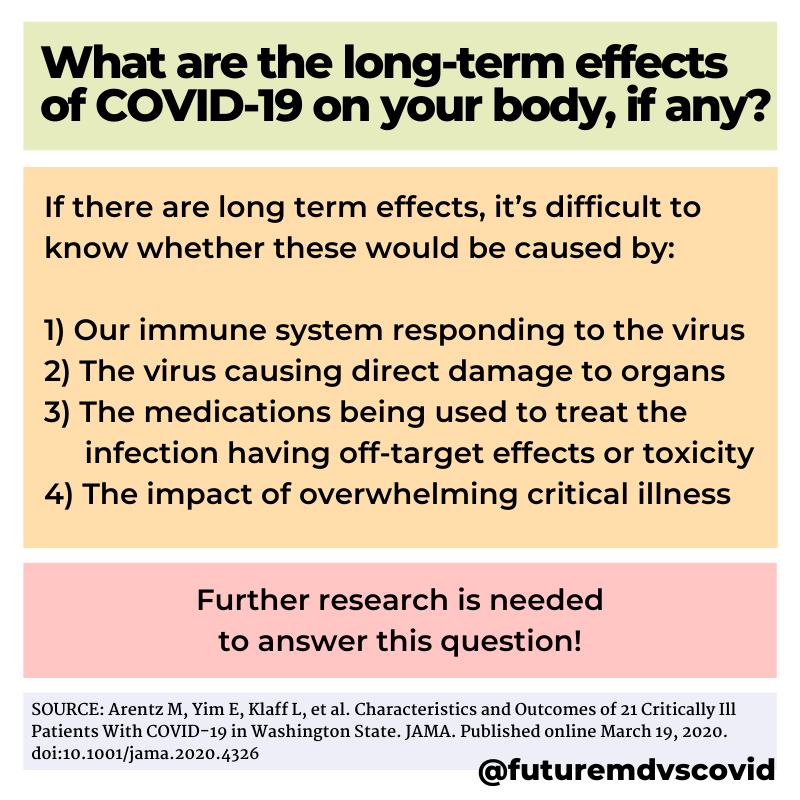 What are the long-term effects
of COVID-19 on your body, if any?
If there are long term effects, it’s difficult to
know whether these would be caused by:
1) Our immune system responding to the virus
2) The virus causing direct damage to organs
3) The medications being used to treat the
infection having off-target effects or toxicity
4) The impact of overwhelming critical illness
Further research is needed
to answer this question!
SOURCE: Arentz M, Yim E, Klaff L, et al. Characteristics and Outcomes of 21 Critically Ill
Patients With COVID-19 in Washington State. JAMA. Published online March 19, 2020.
doi:10.1001/jama.2020.4326
@futuremdvscovid